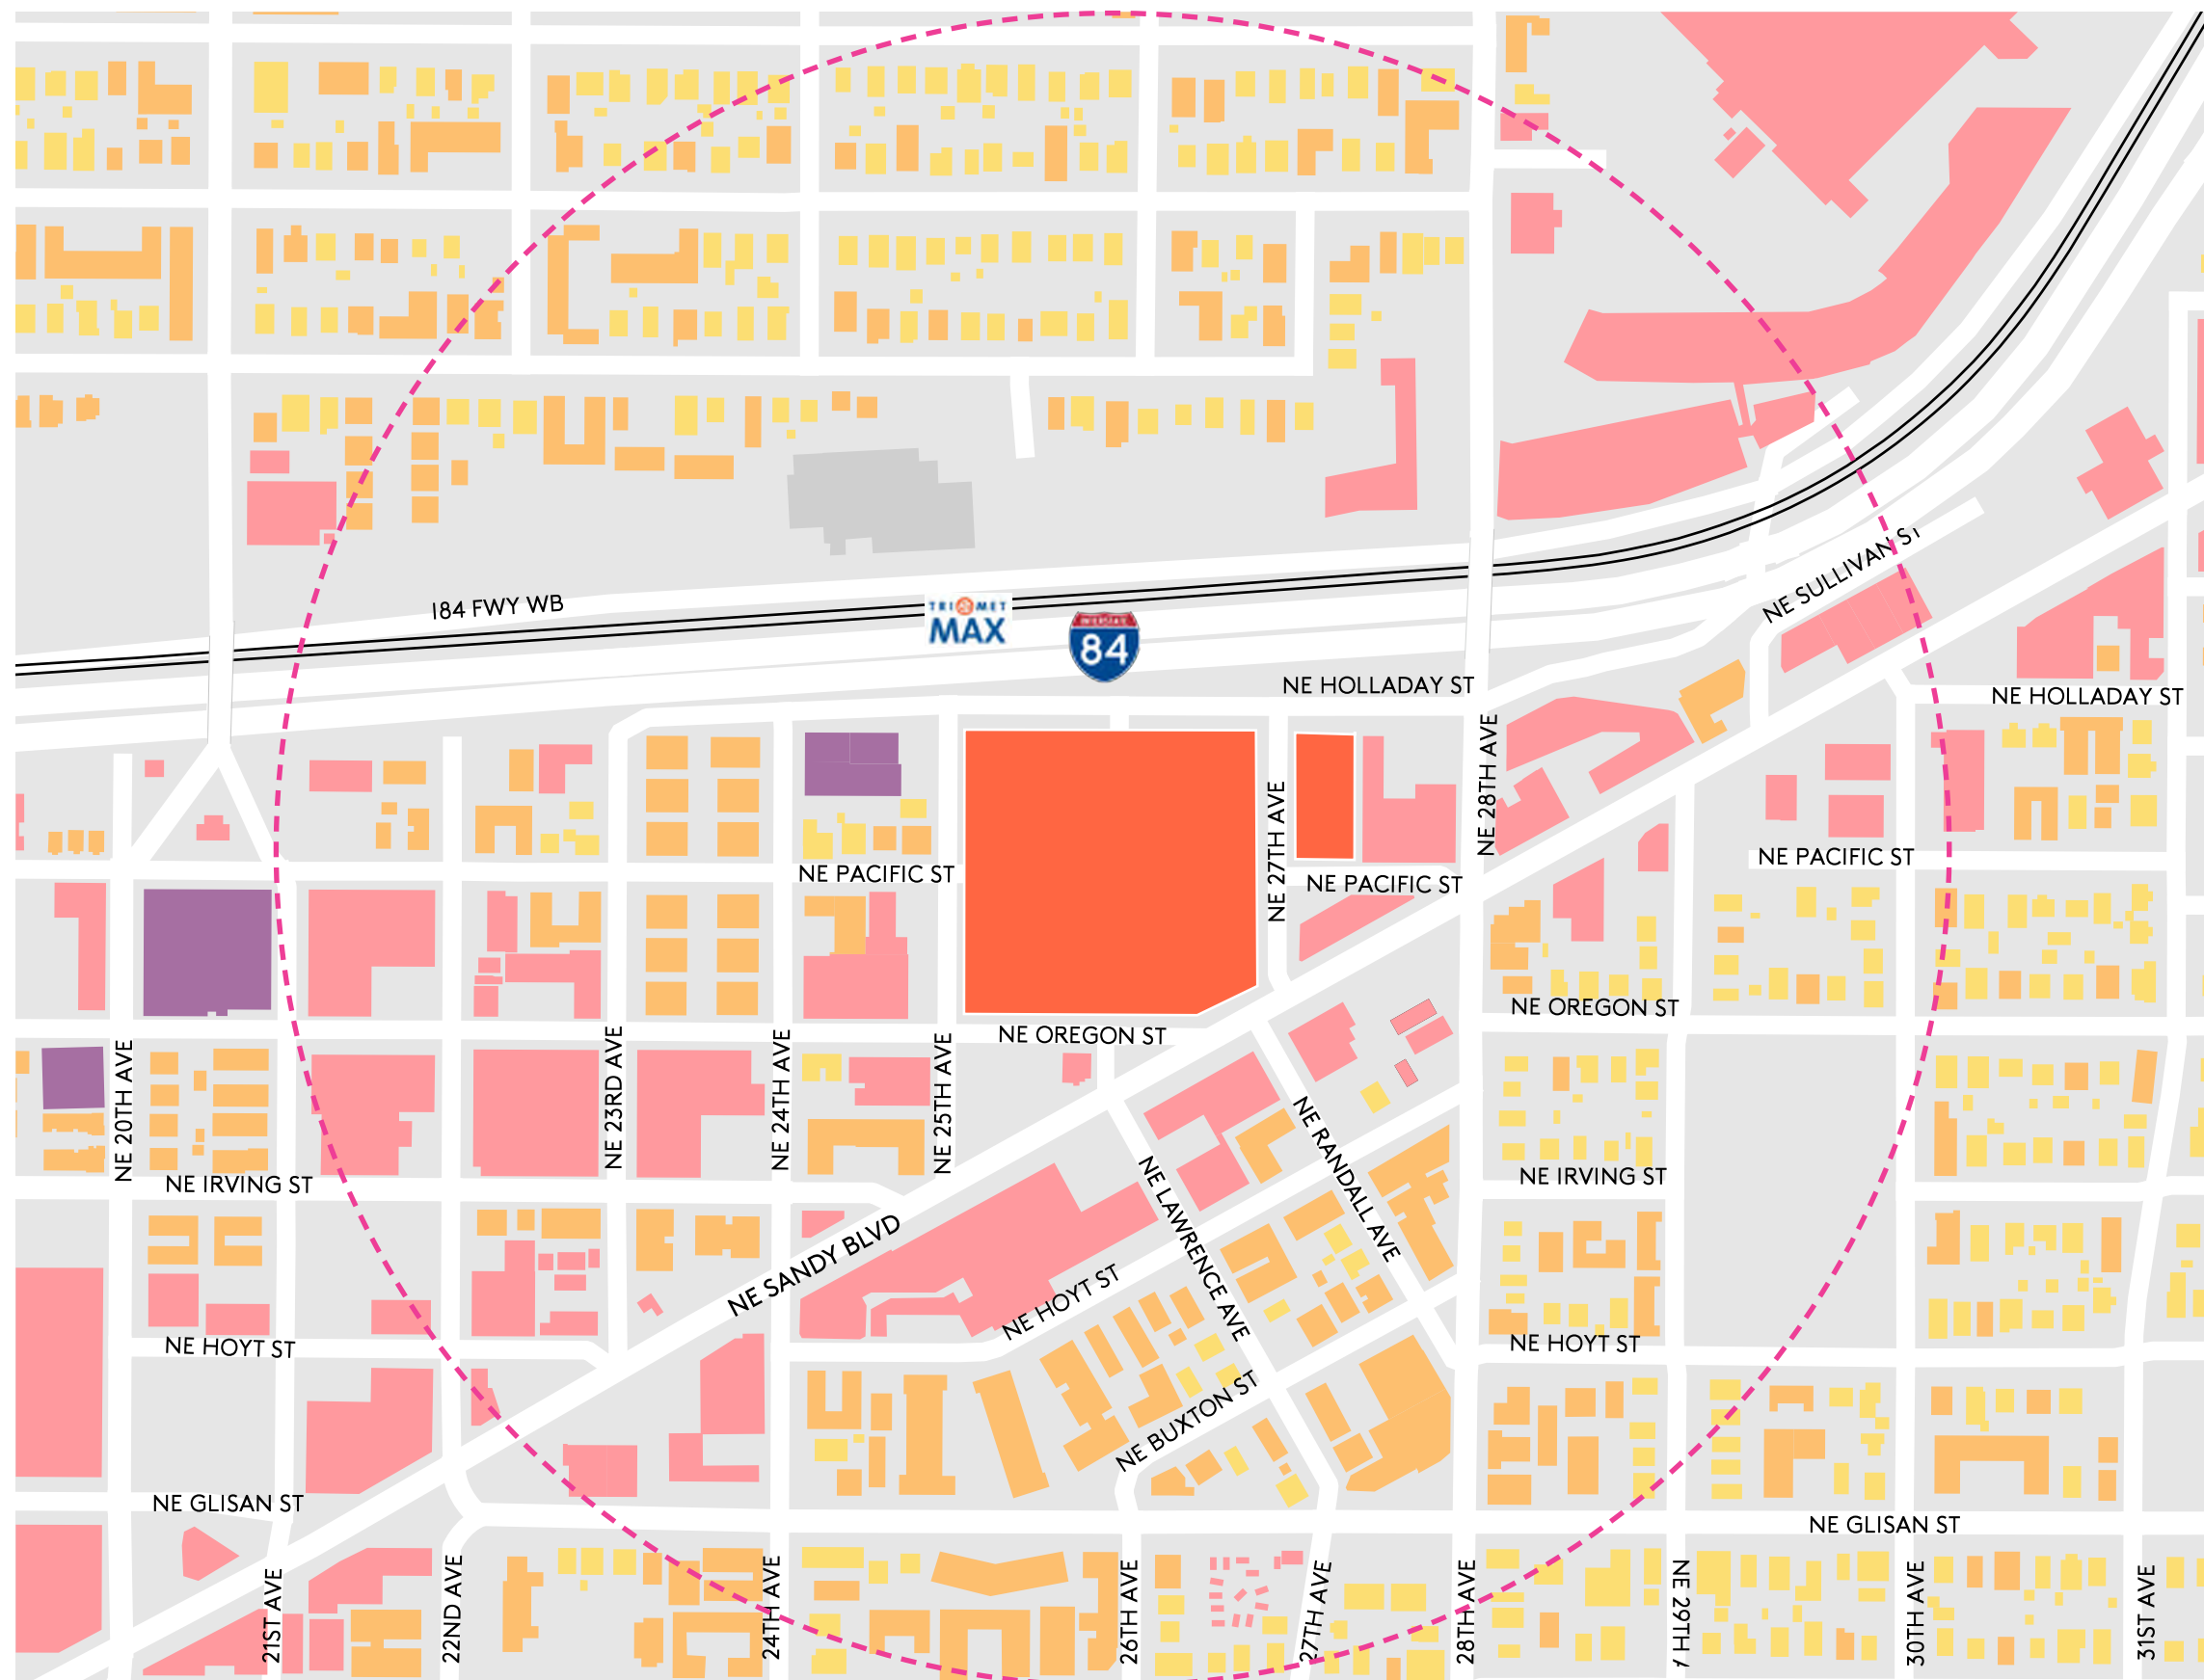 NE SULLIVAN ST
I84 FWY WB
TRI MET
MAX
INTERSTATE
84
NE HOLLADAY ST
NE HOLLADAY ST
NE 28TH AVE
NE 27TH AVE
NE PACIFIC ST
NE PACIFIC ST
NE PACIFIC ST
NE OREGON ST
NE OREGON ST
NE 20TH AVE
NE 23RD AVE
NE 24TH AVE
NE 25TH AVE
NE RANDALL AVE
NE LAWRENCE AVE
NE IRVING ST
NE IRVING ST
NE SANDY BLVD
NE HOYT ST
NE HOYT ST
NE HOYT ST
NE BUXTON ST
NE GLISAN ST
NE GLISAN ST
21ST AVE
22ND AVE
24TH AVE
26TH AVE
27TH AVE
28TH AVE
NE 29TH A
30TH AVE
31ST AVE